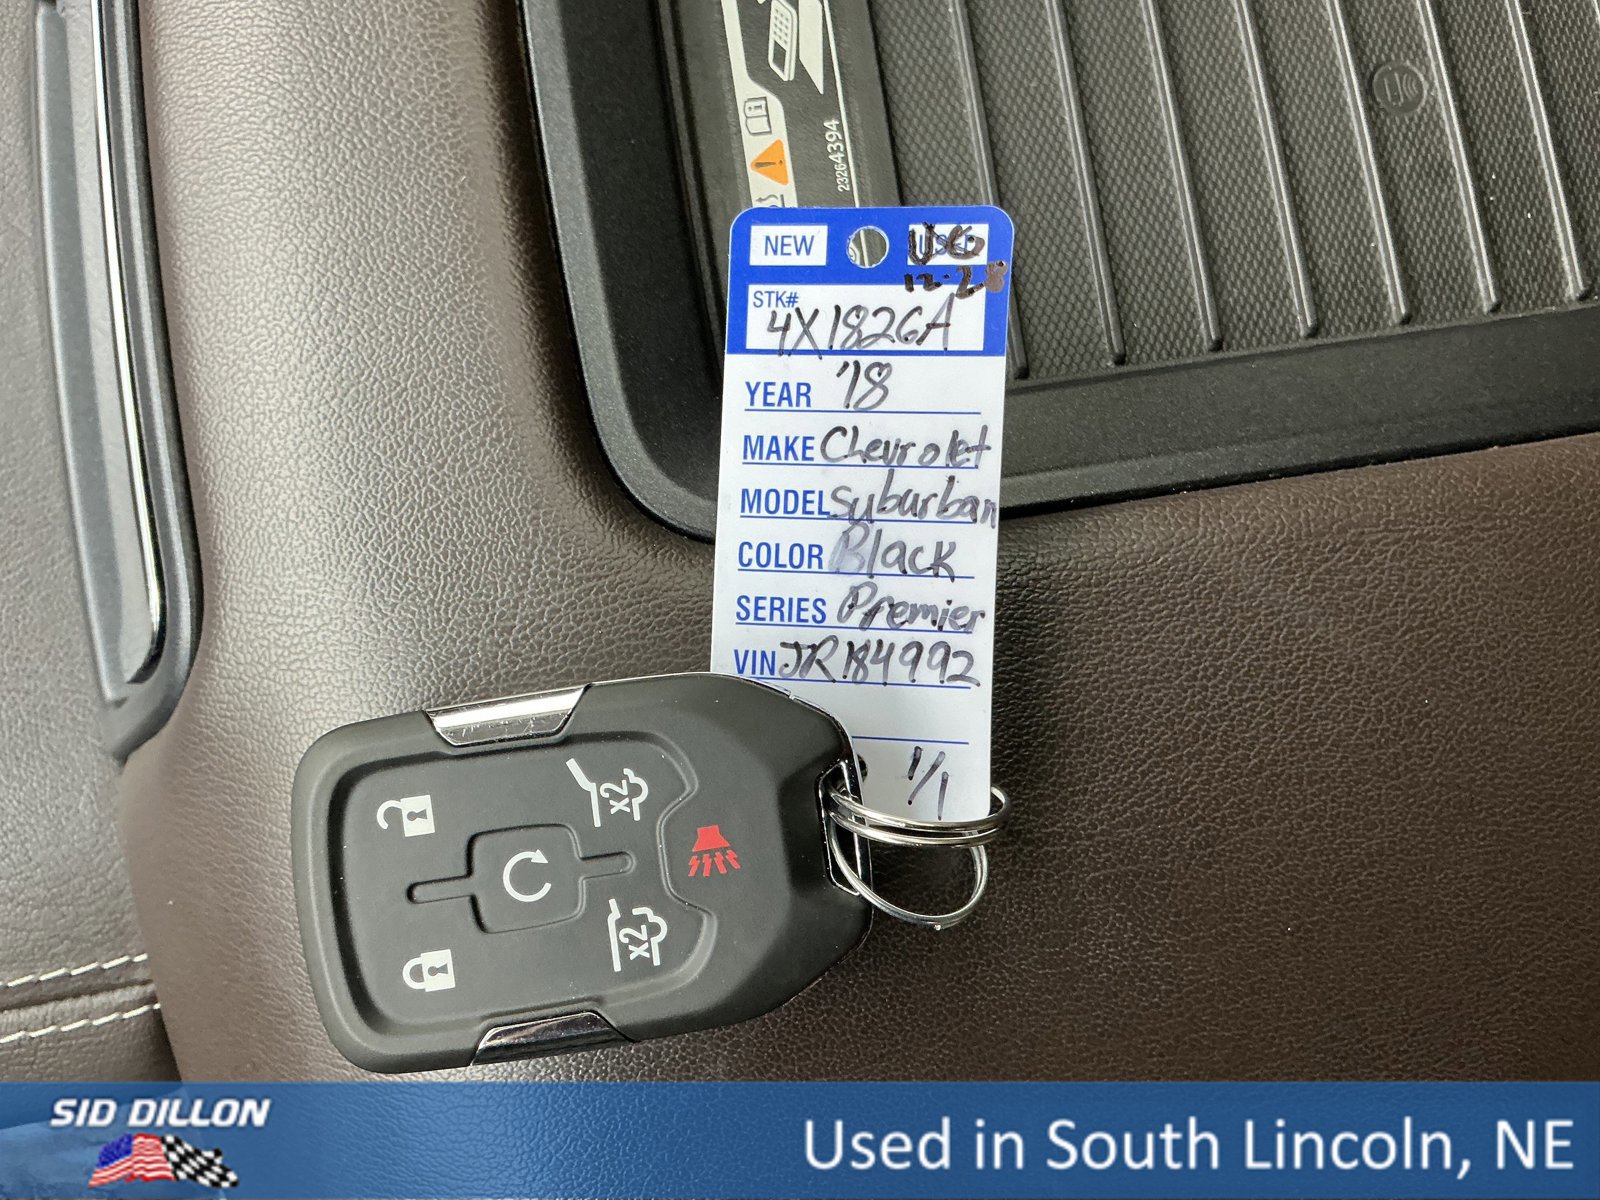 23264394
NEW
STK#
4X1826A
12-28
YEAR '18
MAKE Chevrolet
MODEL Suburban
COLOR Black
SERIES Premier
VIN JR184992
1/1
x2
x2
SID DILLON
Used in South Lincoln, NE